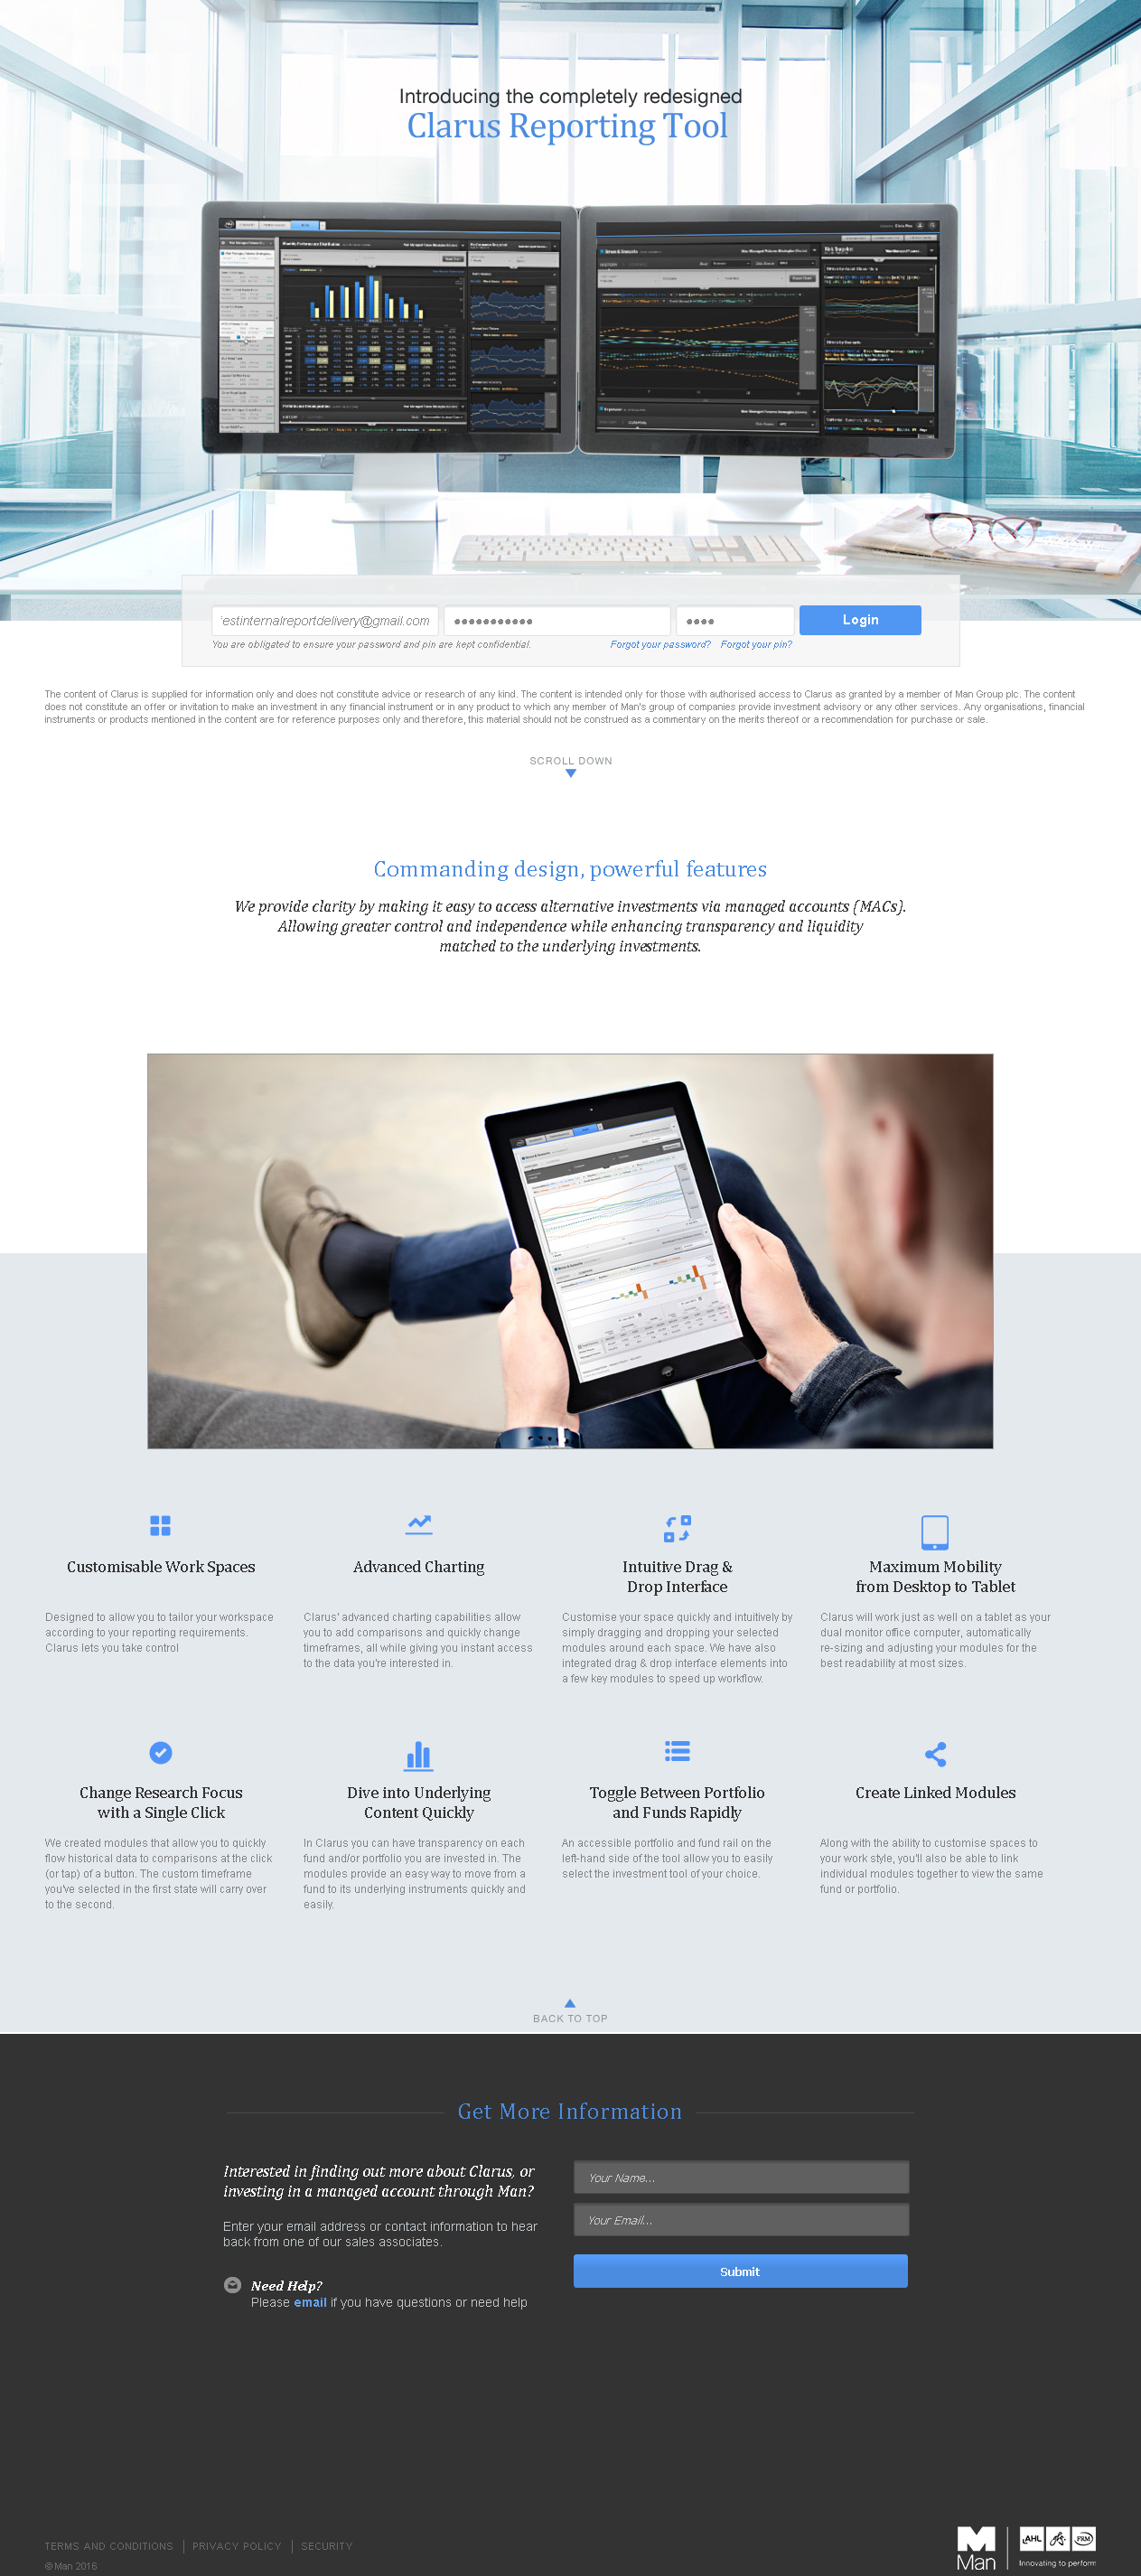 Introducing the completely redesigned
Clarus Reporting Tool
estinternalreportdelivery@gmail.com
Login
You are obligated to ensure your password and pin are kept confidential.
Forgot your password? Forgot your pin?
The content of Clarus is supplied for information only and does not constitute advice or research of any kind. The content is intended only for those with authorised access to Clarus as granted by a member of Man Group plc. The content
does not constitute an offer or invitation to make an investment in any financial instrument or in any product to which any member of Man's group of companies provide investment advisory or any other services. Any organisations, financial
instruments or products mentioned in the content are for reference purposes only and therefore, this material should not be construed as a commentary on the merits thereof or a recommendation for purchase or sale.
SCROLL DOWN
Commanding design, powerful features
We provide clarity by making it easy to access alternative investments via managed accounts (MACs).
Allowing greater control and independence while enhancing transparency and liquidity
matched to the underlying investments.
Customisable Work Spaces
Designed to allow you to tailor your workspace
according to your reporting requirements.
Clarus lets you take control
Advanced Charting
Clarus' advanced charting capabilities allow
you to add comparisons and quickly change
timeframes, all while giving you instant access
to the data you're interested in.
Intuitive Drag &
Drop Interface
Customise your space quickly and intuitively by
simply dragging and dropping your selected
modules around each space. We have also
integrated drag & drop interface elements into
a few key modules to speed up workflow.
Maximum Mobility
from Desktop to Tablet
Clarus will work just as well on a tablet as your
dual monitor office computer, automatically
re-sizing and adjusting your modules for the
best readability at most sizes.
Change Research Focus
with a Single Click
We created modules that allow you to quickly
flow historical data to comparisons at the click
(or tap) of a button. The custom timeframe
you've selected in the first state will carry over
to the second.
Dive into Underlying
Content Quickly
In Clarus you can have transparency on each
fund and/or portfolio you are invested in. The
modules provide an easy way to move from a
fund to its underlying instruments quickly and
easily.
Toggle Between Portfolio
and Funds Rapidly
An accessible portfolio and fund rail on the
left-hand side of the tool allow you to easily
select the investment tool of your choice.
Create Linked Modules
Along with the ability to customise spaces to
your work style, you'll also be able to link
individual modules together to view the same
fund or portfolio.
BACK TO TOP
Get More Information
Interested in finding out more about Clarus, or
investing in a managed account through Man?
Enter your email address or contact information to hear
back from one of our sales associates.
Need Help?
Please email if you have questions or need help
Your Name...
Your Email...
Submit
TERMS AND CONDITIONS PRIVACY POLICY SECURITY
© Man 2016
Man
AHL
FRM
Innovating to perform